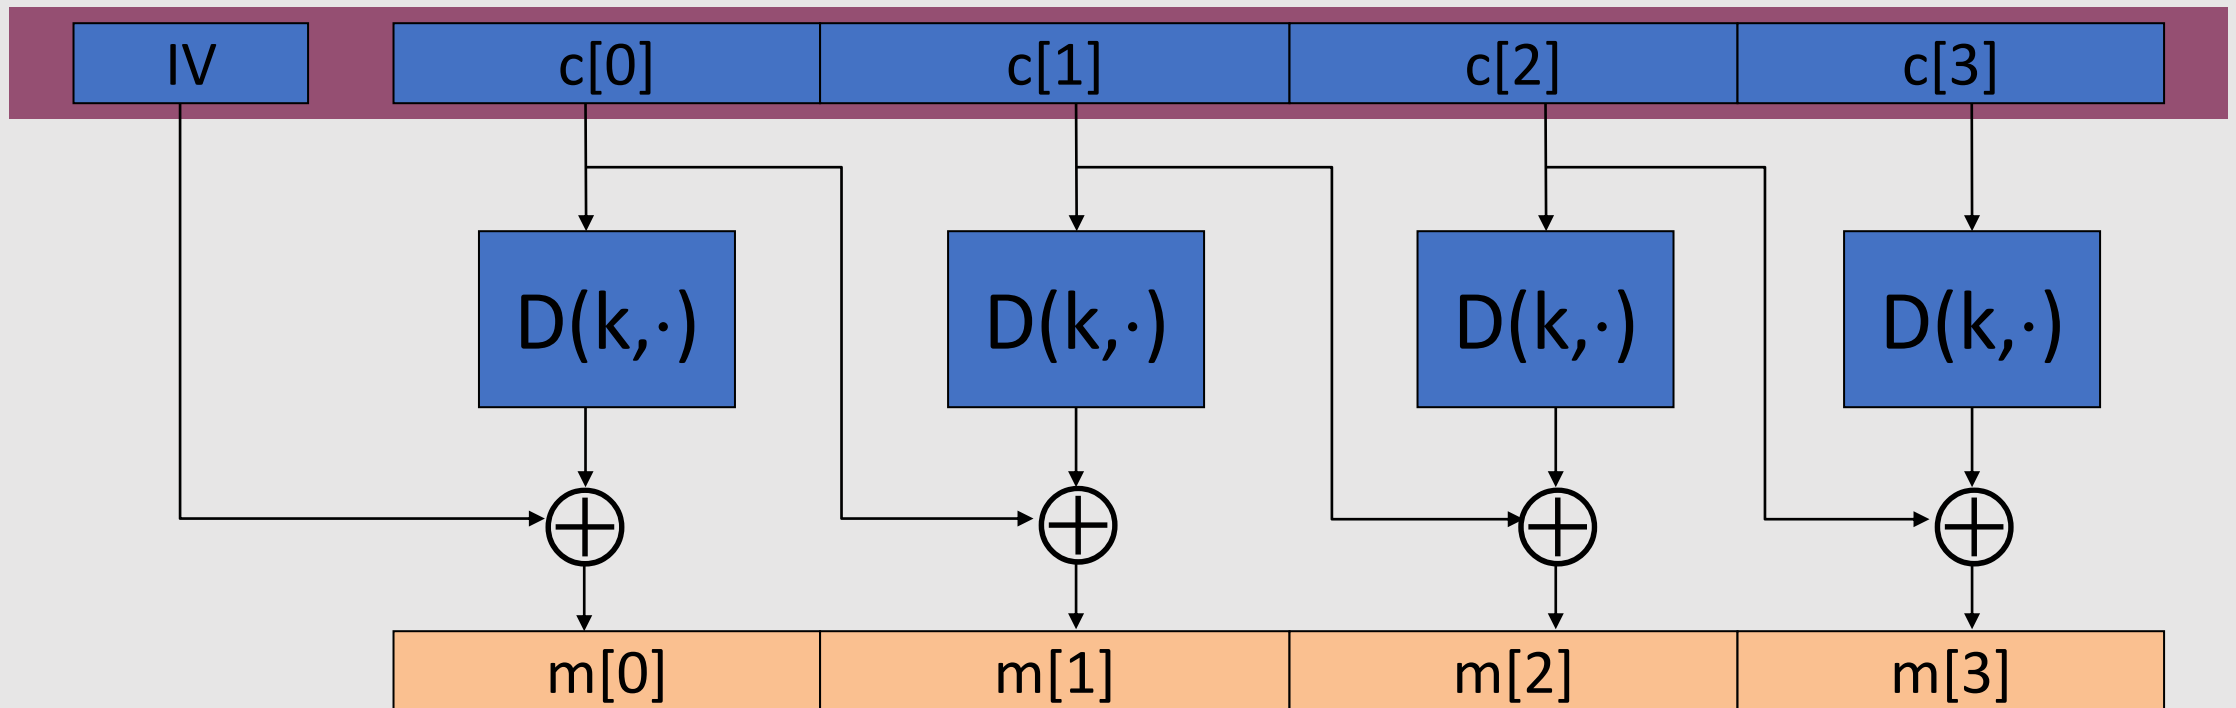 IV c[0] c[1] c[2] c[3]
D(k,·) D(k,·) D(k,·) D(k,·)
m[0] m[1] m[2] m[3]